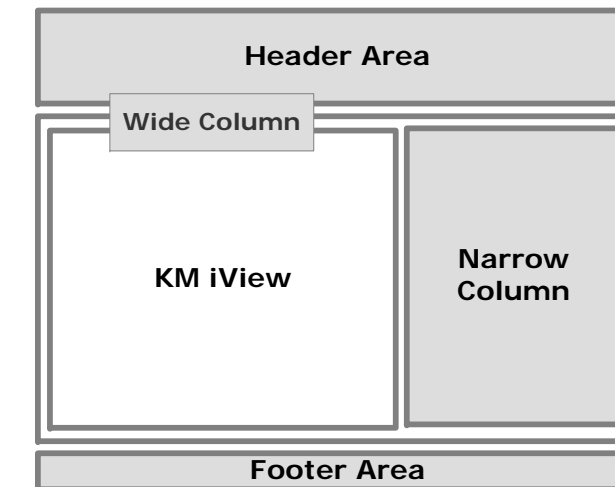 Header Area
Wide Column
KM iView
Narrow
Column
Footer Area